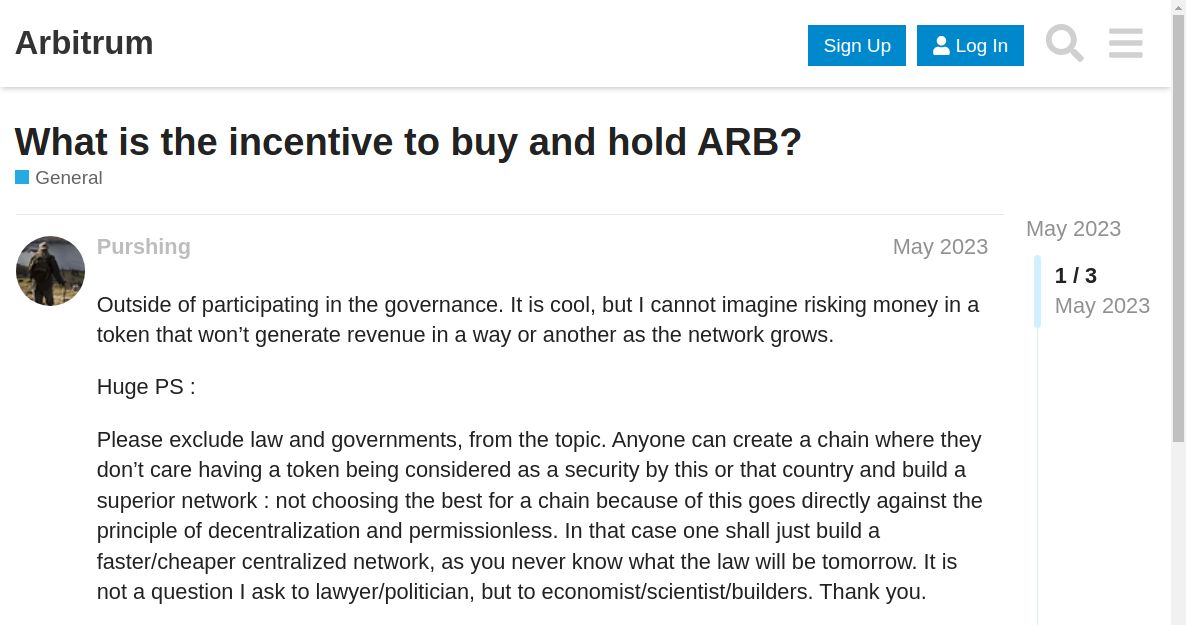 Arbitrum
Sign Up
Log In
What is the incentive to buy and hold ARB?
General
Purshing
May 2023
Outside of participating in the governance. It is cool, but I cannot imagine risking money in a
token that won’t generate revenue in a way or another as the network grows.
Huge PS :
Please exclude law and governments, from the topic. Anyone can create a chain where they
don’t care having a token being considered as a security by this or that country and build a
superior network : not choosing the best for a chain because of this goes directly against the
principle of decentralization and permissionless. In that case one shall just build a
faster/cheaper centralized network, as you never know what the law will be tomorrow. It is
not a question I ask to lawyer/politician, but to economist/scientist/builders. Thank you.
May 2023
1 / 3
May 2023